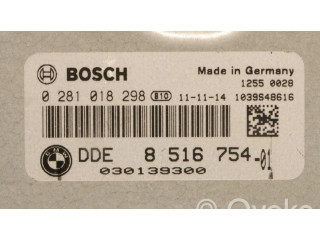 BOSCH
Made in Germany
1255 0028
0 281 018 298 B10 11-11-14 1039S48616
BMW
DDE 8 516 754-01
030139300
Ovoko